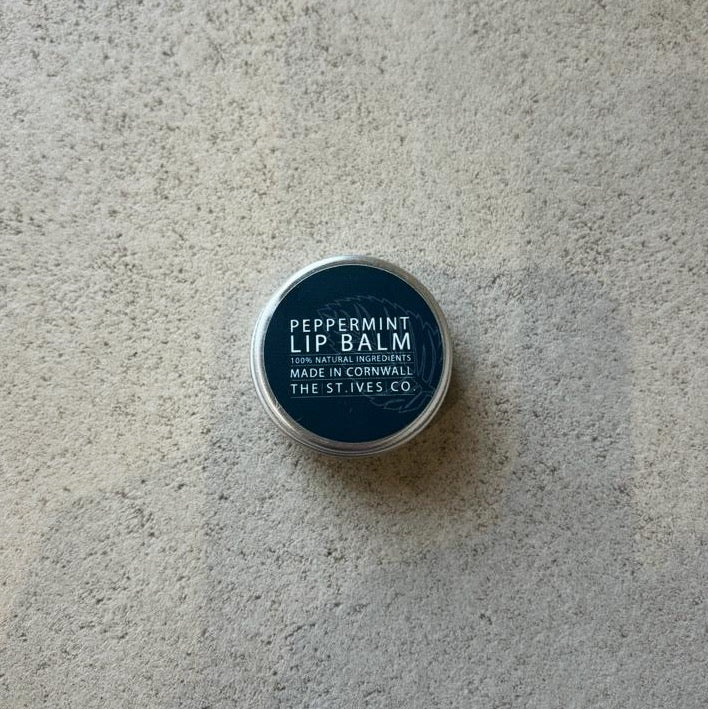 PEPPERMINT
LIP BALM
100% NATURAL INGREDIENTS
MADE IN CORNWALL
THE ST.IVES CO.